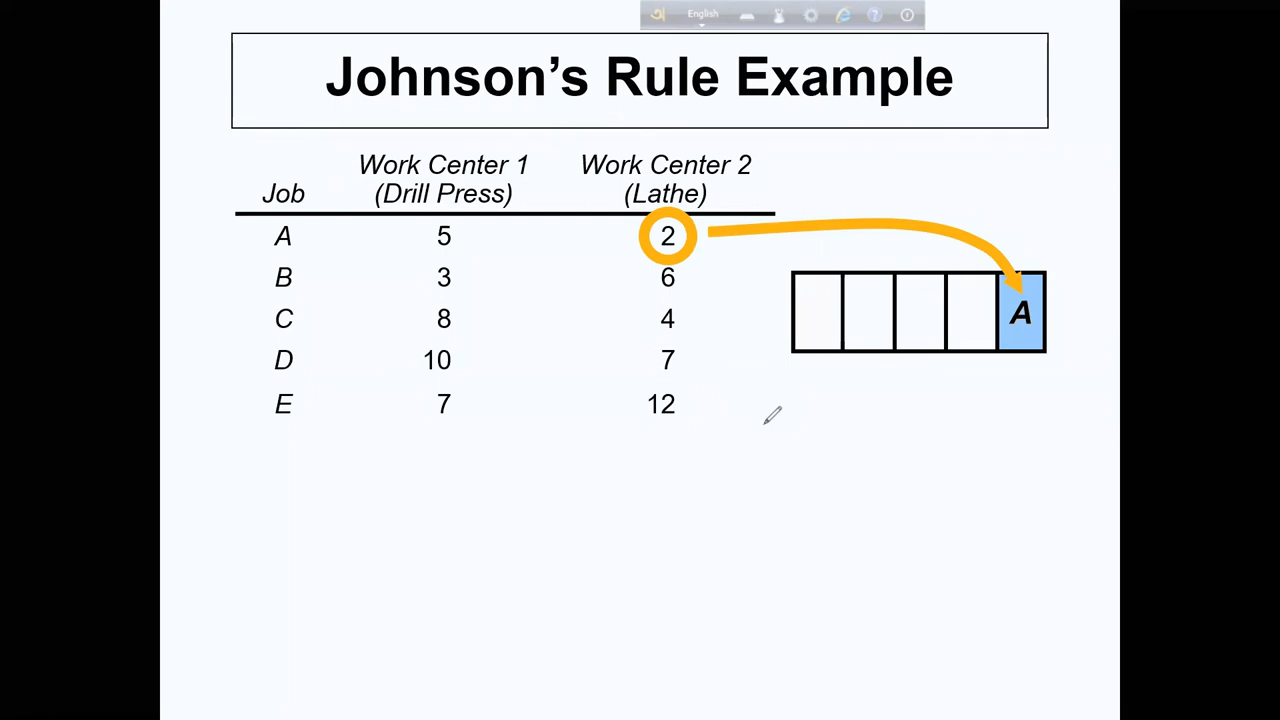 অ English
Johnson's Rule Example
Work Center 1 Work Center 2
Job (Drill Press) (Lathe)
A 5 2
B 3 6
C 8 4
D 10 7
E 7 12
A